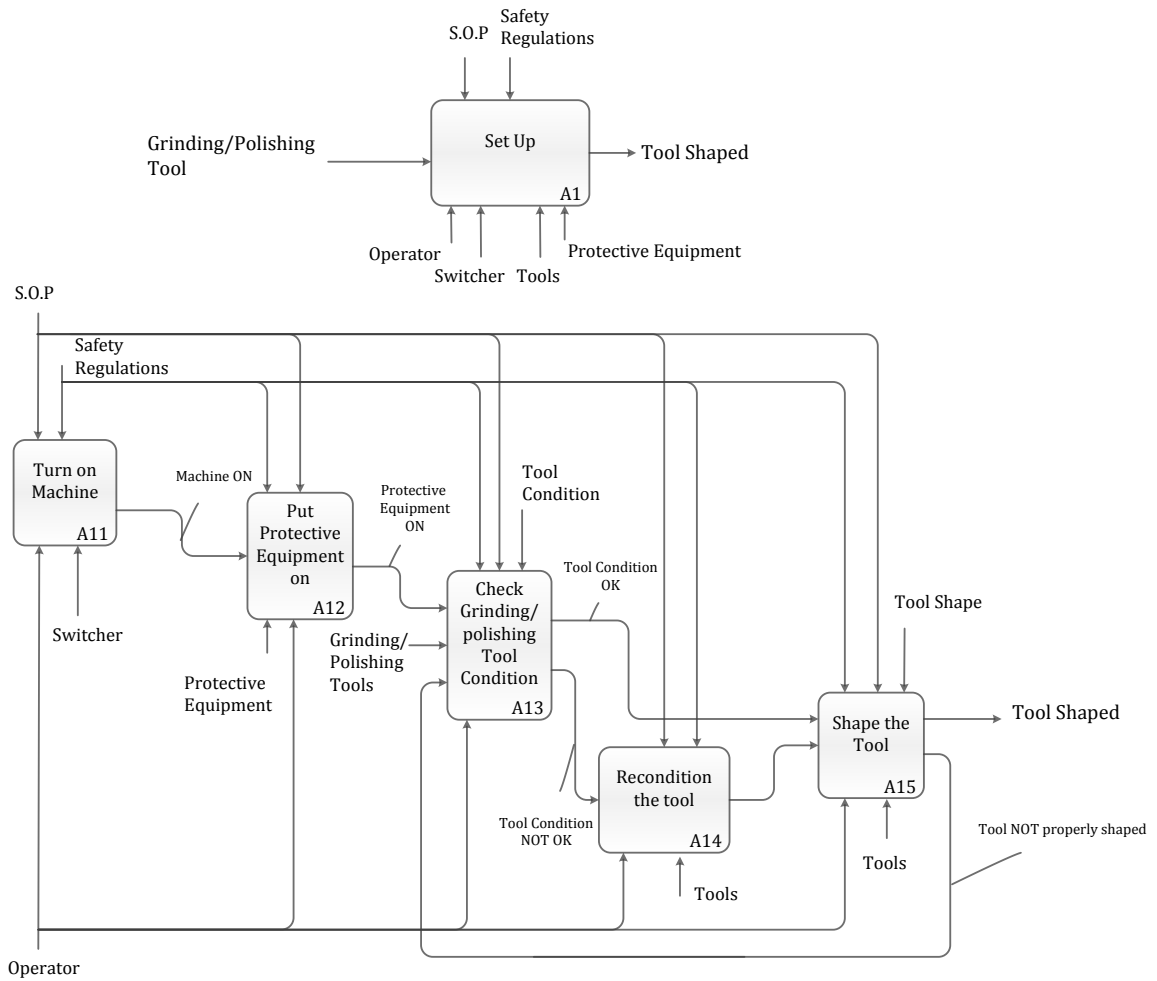 S.O.P
Safety
Regulations
Grinding/Polishing
Tool
Set Up
A1
Tool Shaped
Operator
Switcher
Tools
Protective Equipment
S.O.P
Safety
Regulations
Turn on
Machine
A11
Machine ON
Switcher
Put
Protective
Equipment
on
A12
Protective
Equipment
Protective
Equipment
ON
Grinding/
Polishing
Tools
Tool
Condition
Check
Grinding/
polishing
Tool
Condition
A13
Tool Condition
OK
Tool Condition
NOT OK
Recondition
the tool
A14
Tools
Tool Shape
Shape the
Tool
A15
Tools
Tool Shaped
Tool NOT properly shaped
Operator